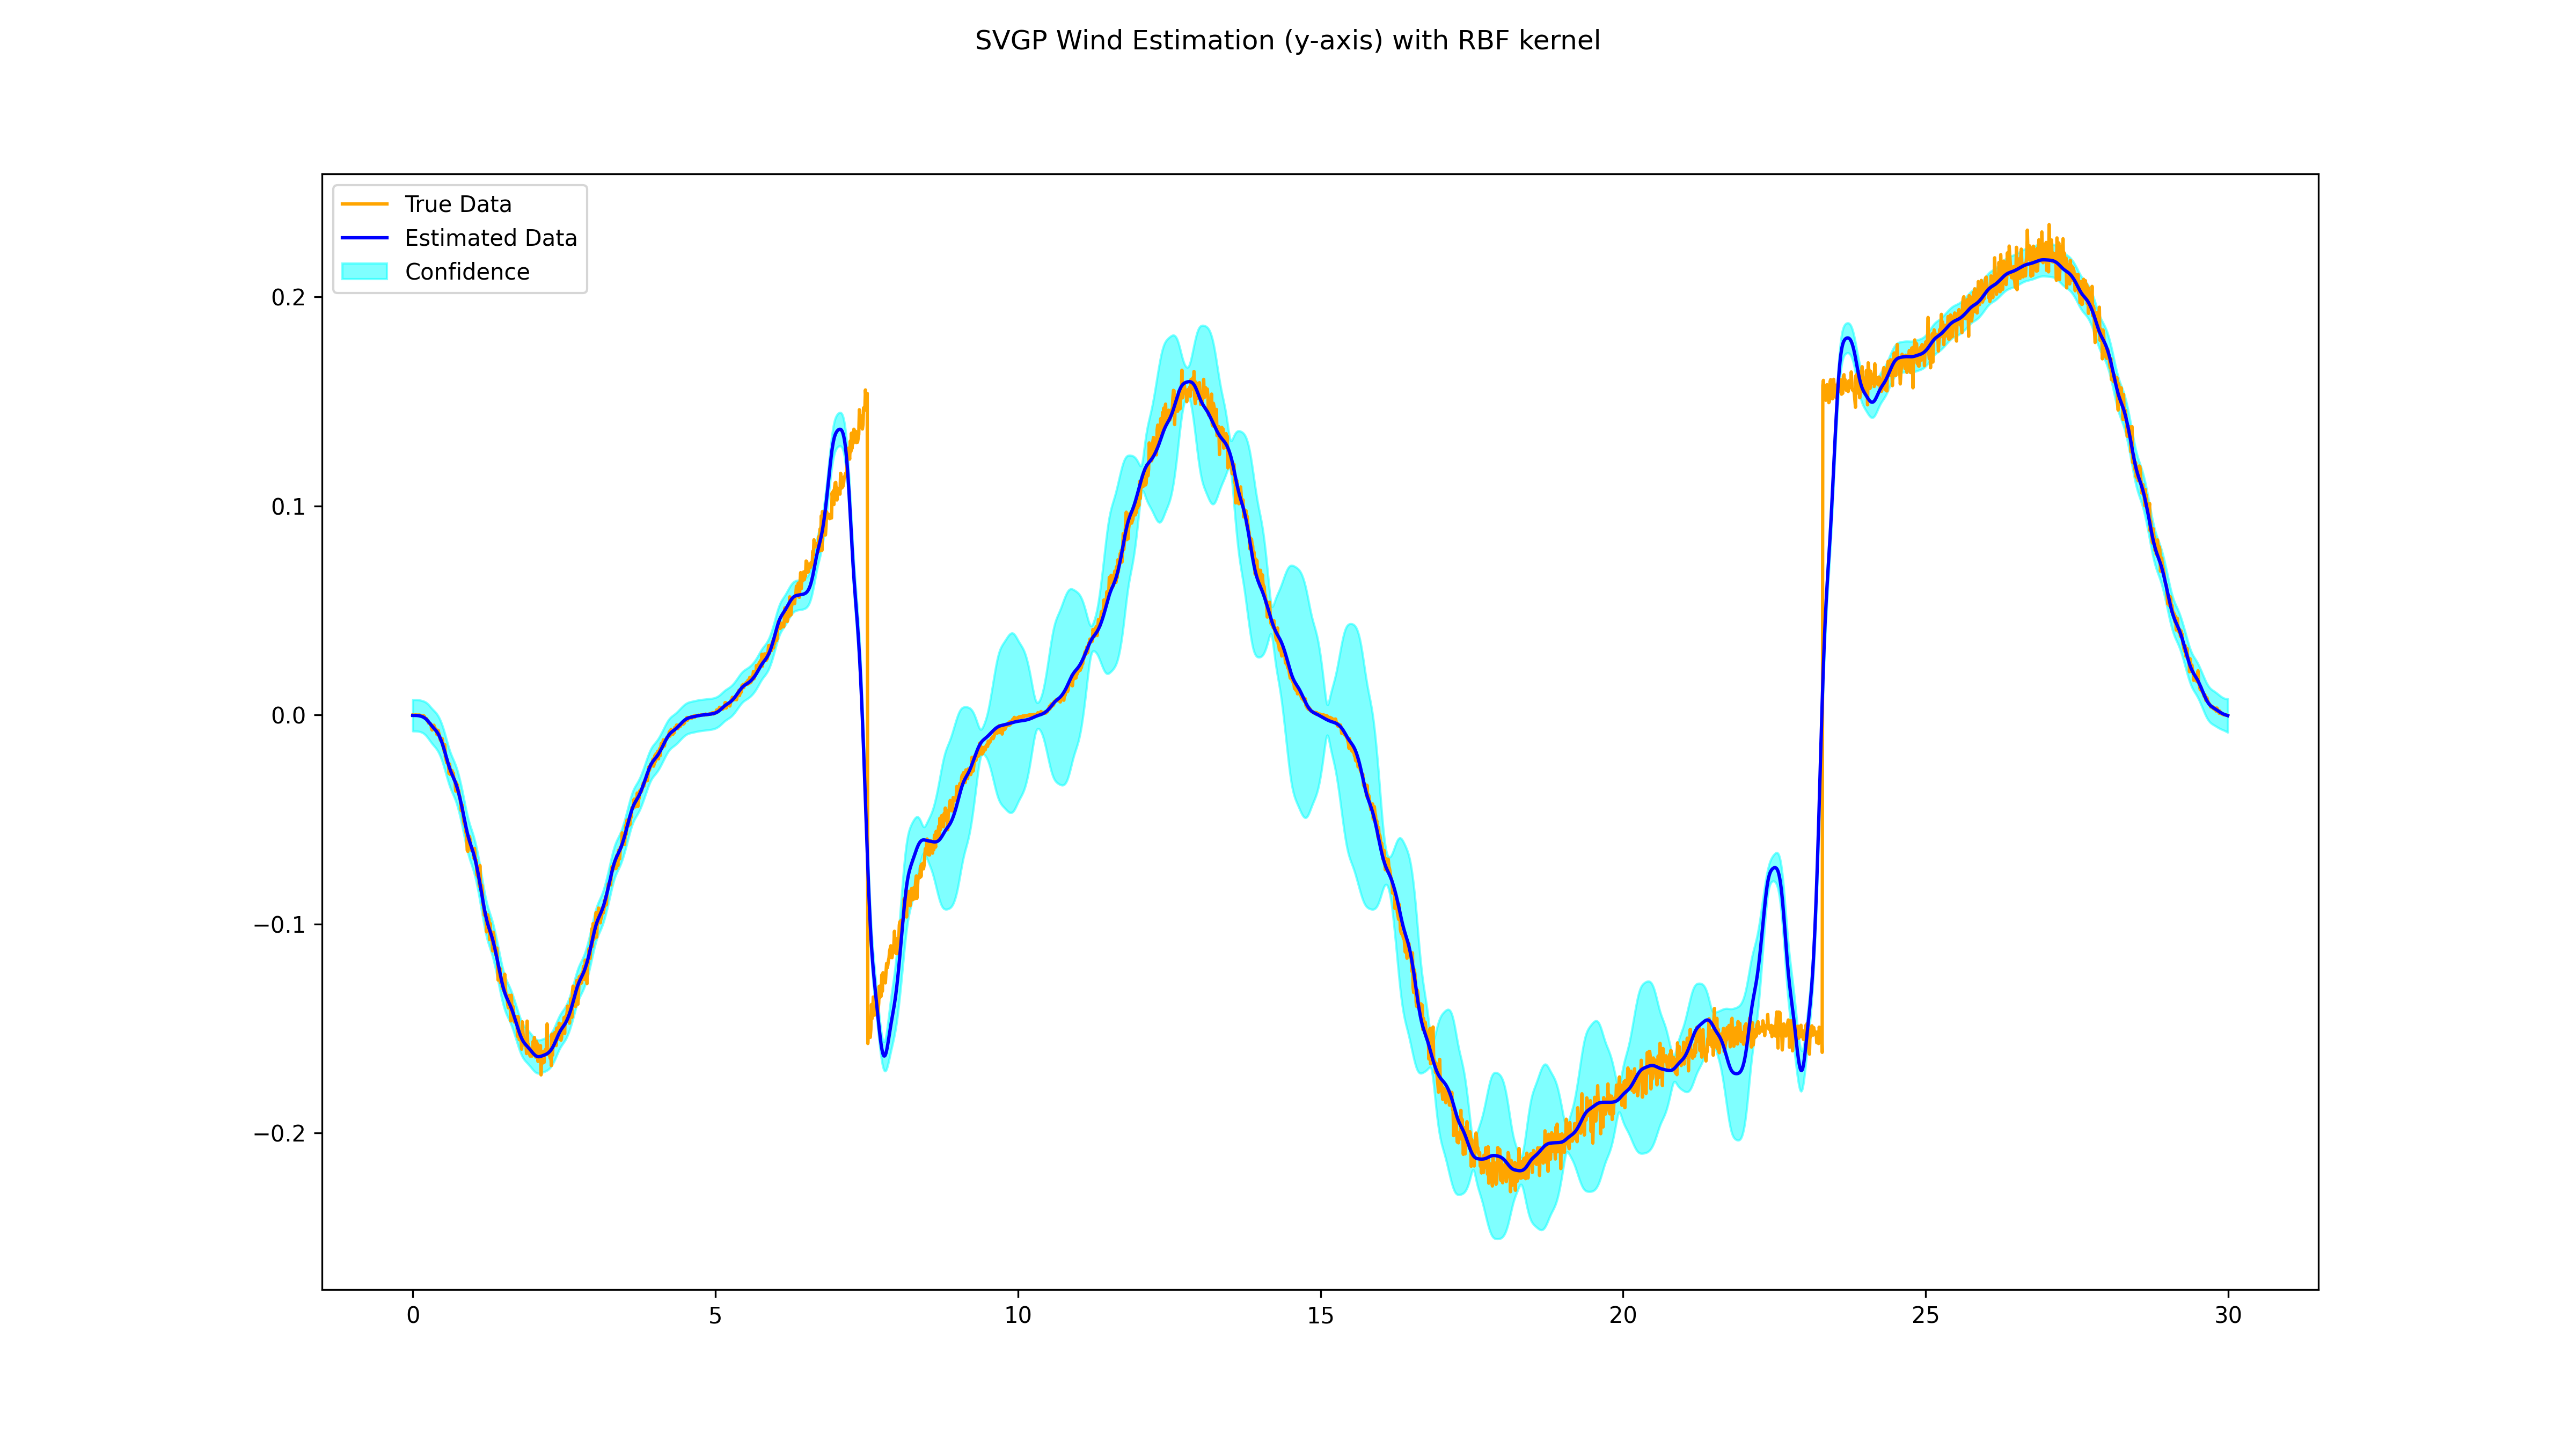 SVGP Wind Estimation (y-axis) with RBF kernel
True Data
Estimated Data
Confidence
0.2
0.1
0.0
−0.1
−0.2
0 5 10 15 20 25 30